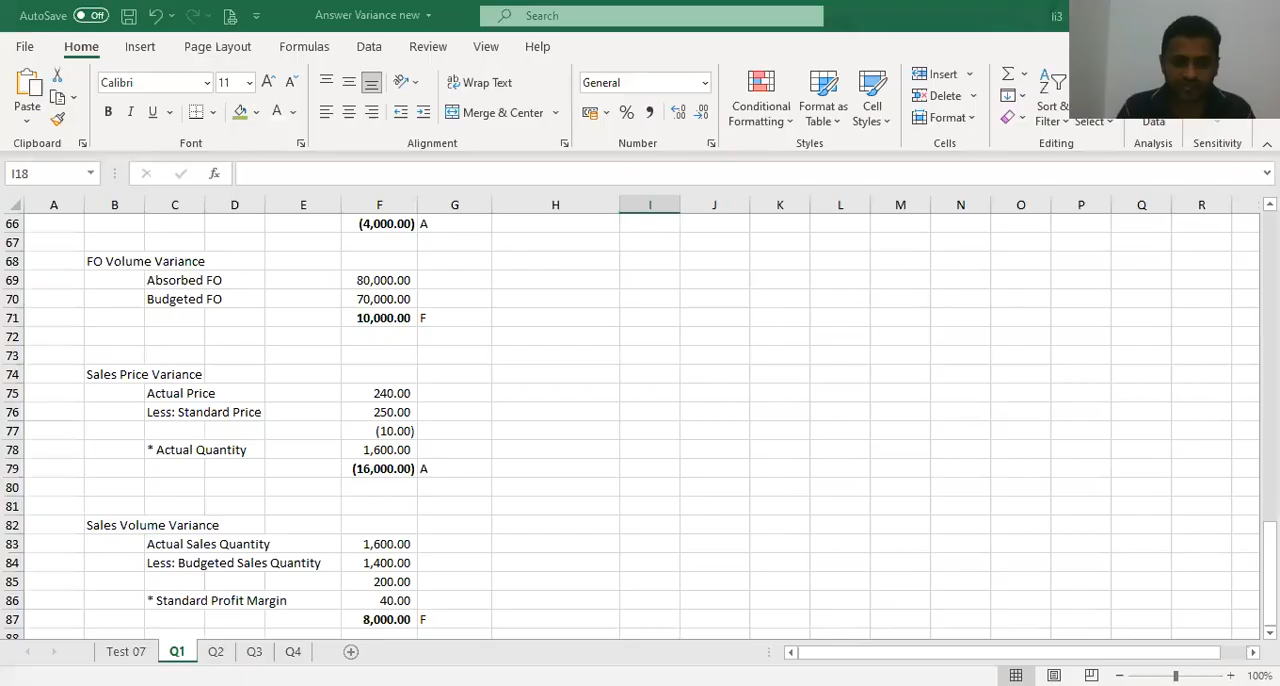 AutoSave Off Answer Variance new Search li3
File Home Insert Page Layout Formulas Data Review View Help
Calibri 11 Wrap Text General Insert
Paste B I U Merge & Center % Conditional Format as Cell Delete Sort &
Formatting Table Styles Format Filter Select Data
Clipboard Font Alignment Number Styles Cells Editing Analysis Sensitivity
I18 fx
A B C D E F G H I J K L M N O P Q R
66 (4,000.00) A
67
68 FO Volume Variance
69 Absorbed FO 80,000.00
70 Budgeted FO 70,000.00
71 10,000.00 F
72
73
74 Sales Price Variance
75 Actual Price 240.00
76 Less: Standard Price 250.00
77 (10.00)
78 * Actual Quantity 1,600.00
79 (16,000.00) A
80
81
82 Sales Volume Variance
83 Actual Sales Quantity 1,600.00
84 Less: Budgeted Sales Quantity 1,400.00
85 200.00
86 * Standard Profit Margin 40.00
87 8,000.00 F
88
Test 07 Q1 Q2 Q3 Q4
100%